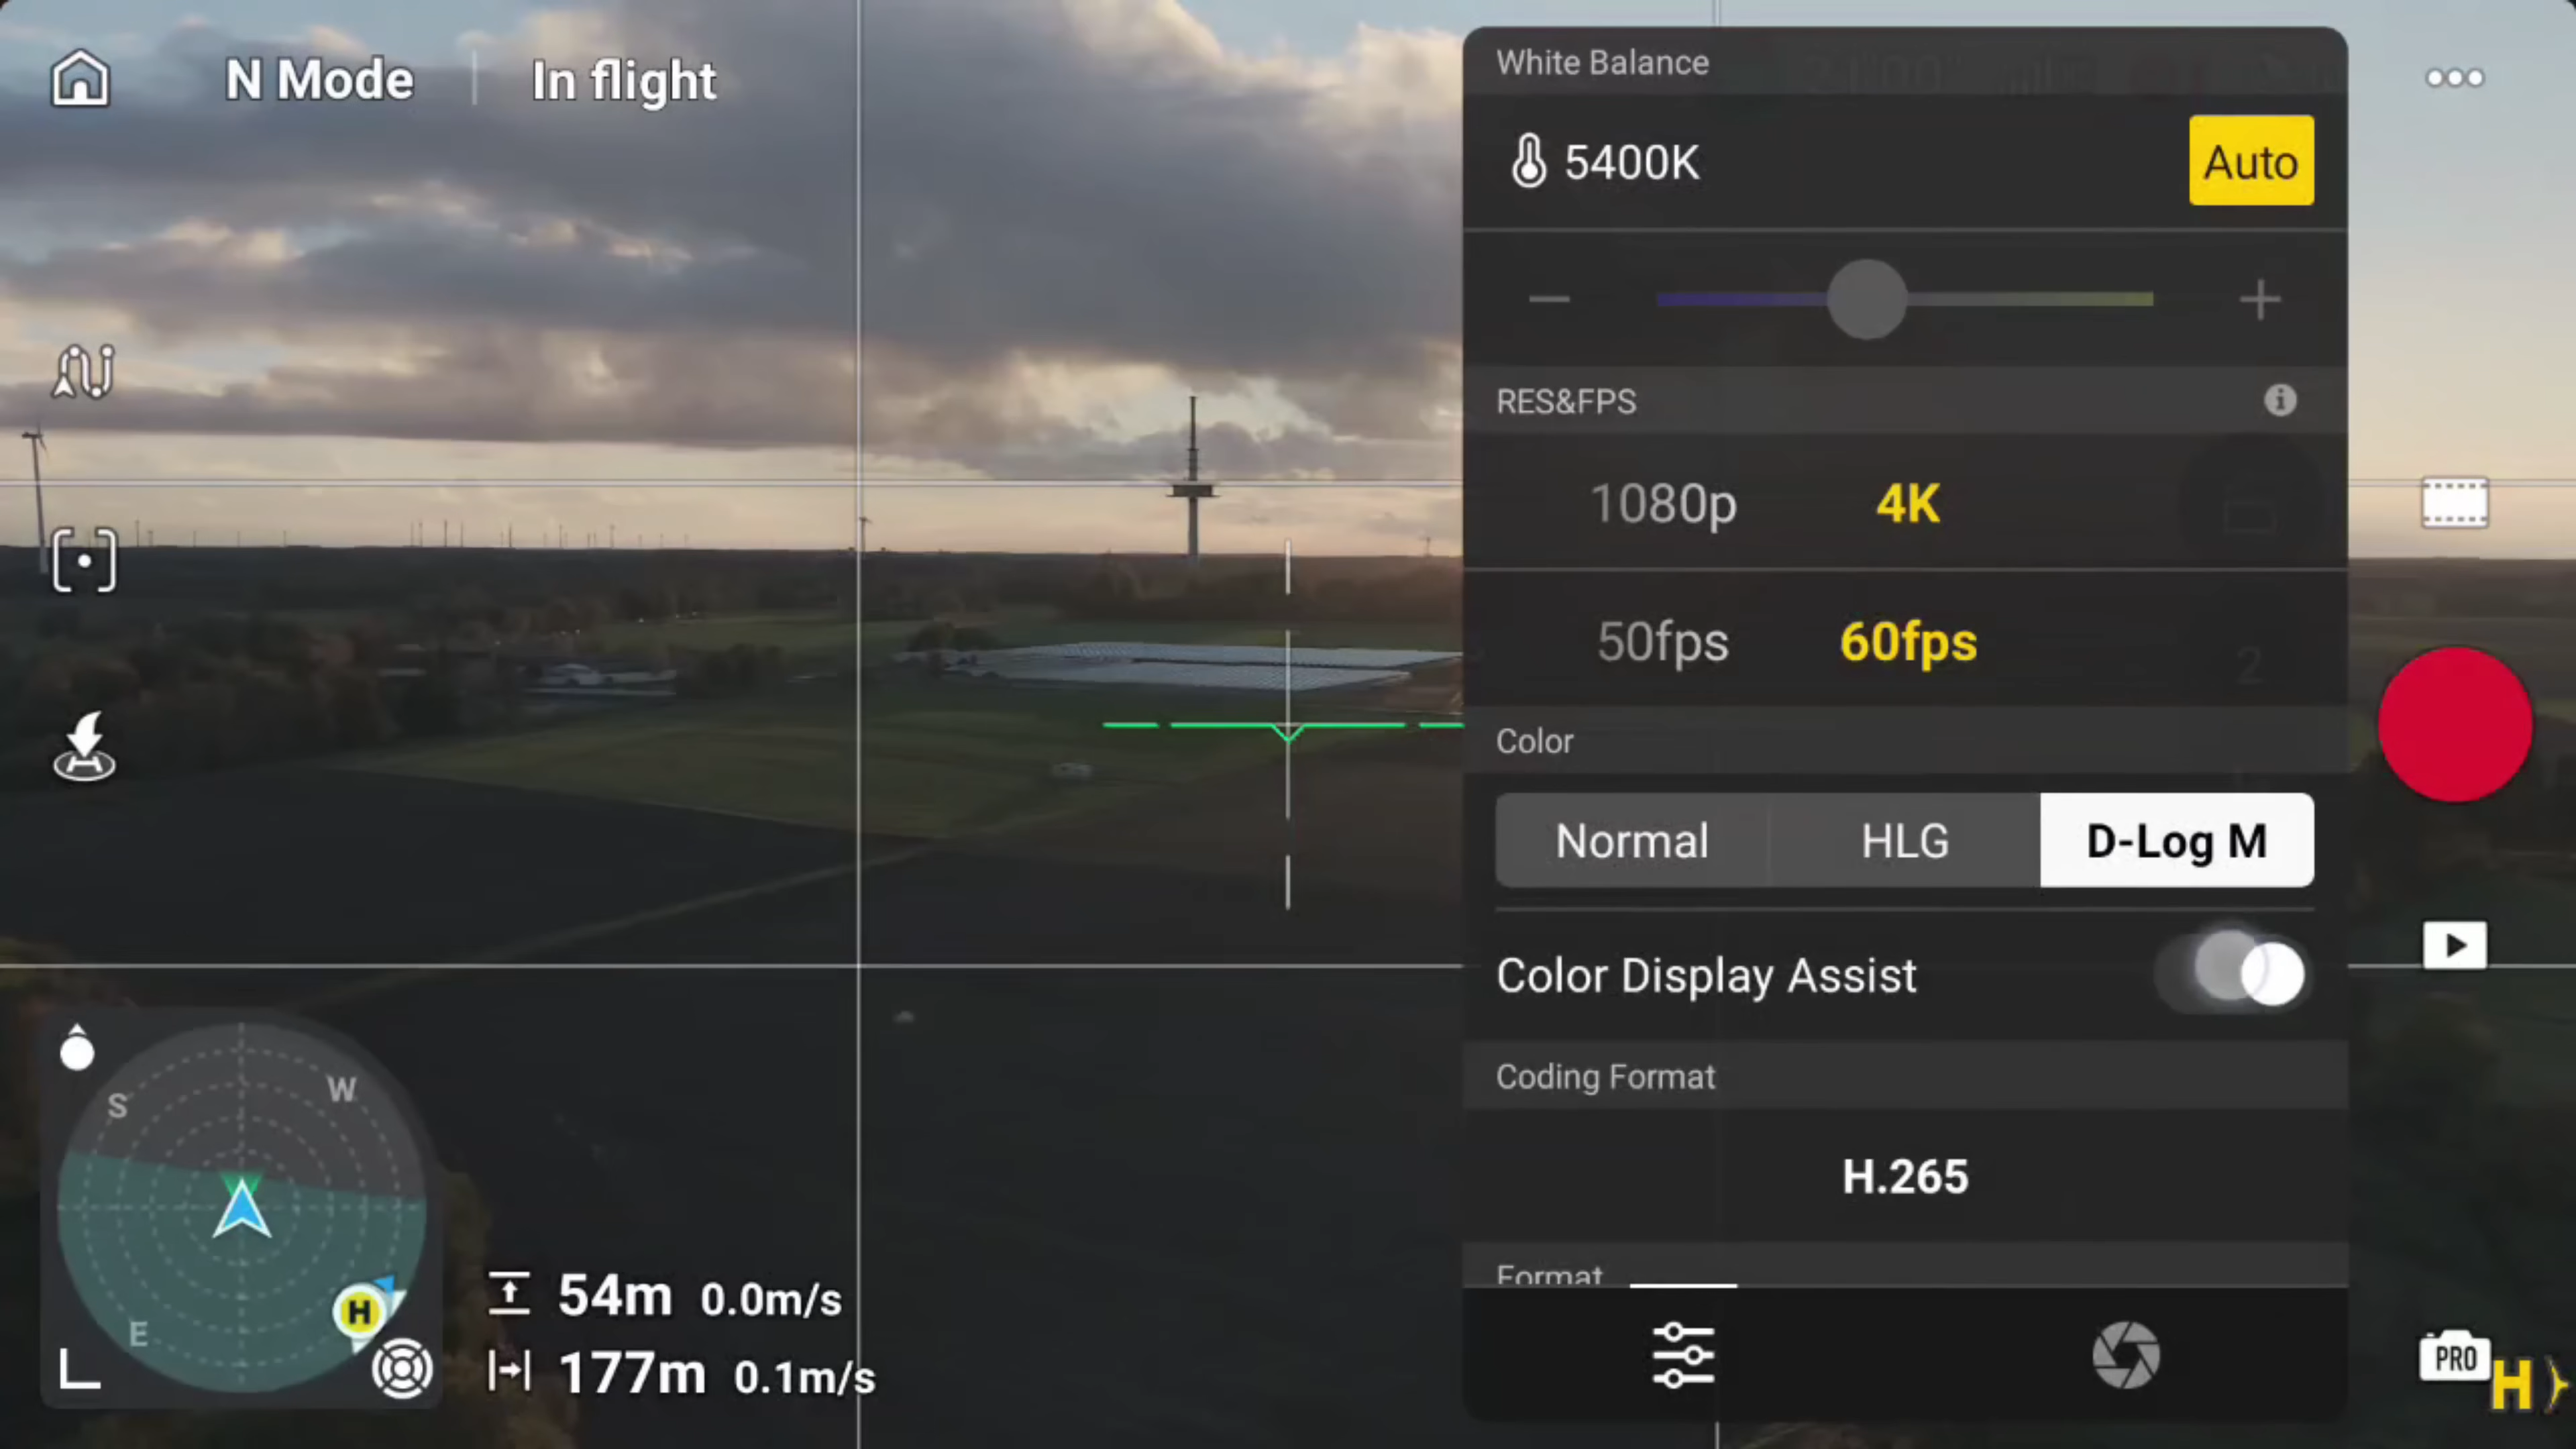 N Mode
In flight
White Balance
5400K
Auto
RES&FPS
1080p
4K
50fps
60fps
2
Color
Normal
HLG
D-Log M
Color Display Assist
Coding Format
H.265
Format
S
W
E
H
54m 0.0m/s
177m 0.1m/s
PRO
H